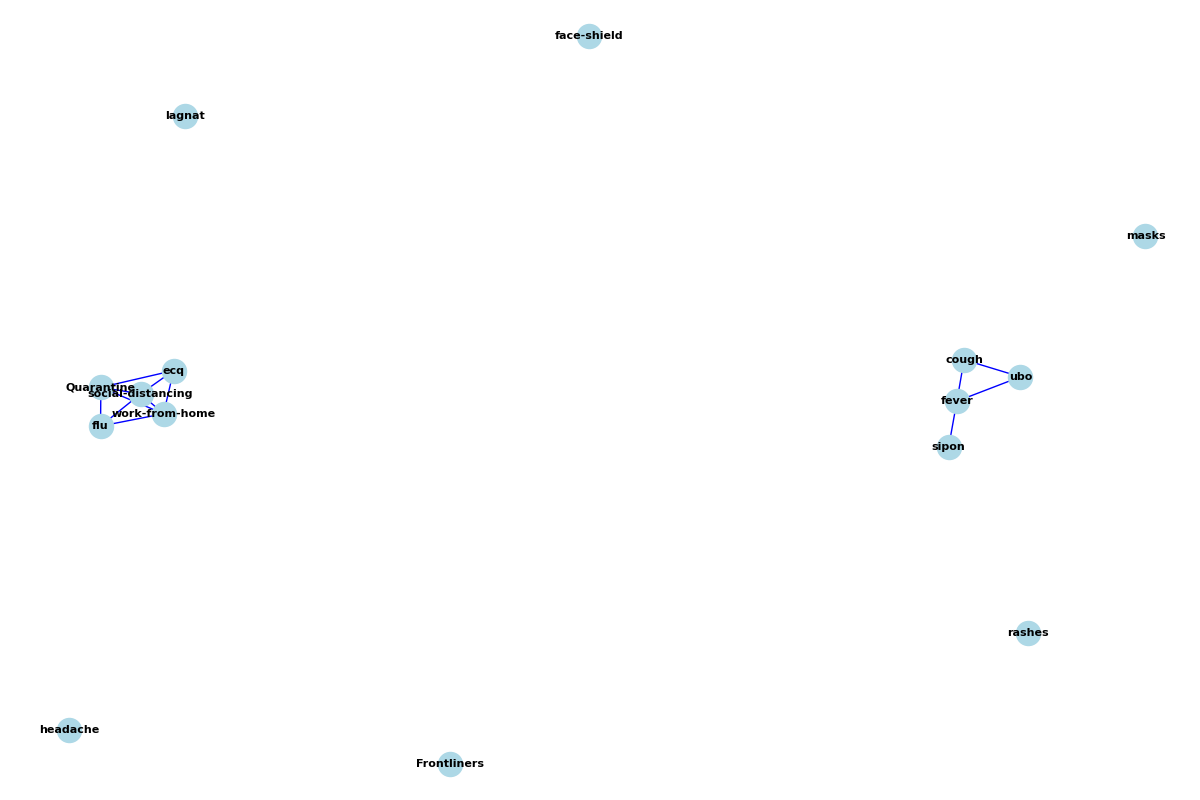 face-shield
lagnat
masks
cough
ecq
ubo
Quarantine
social-distancing
fever
work-from-home
flu
sipon
rashes
headache
Frontliners